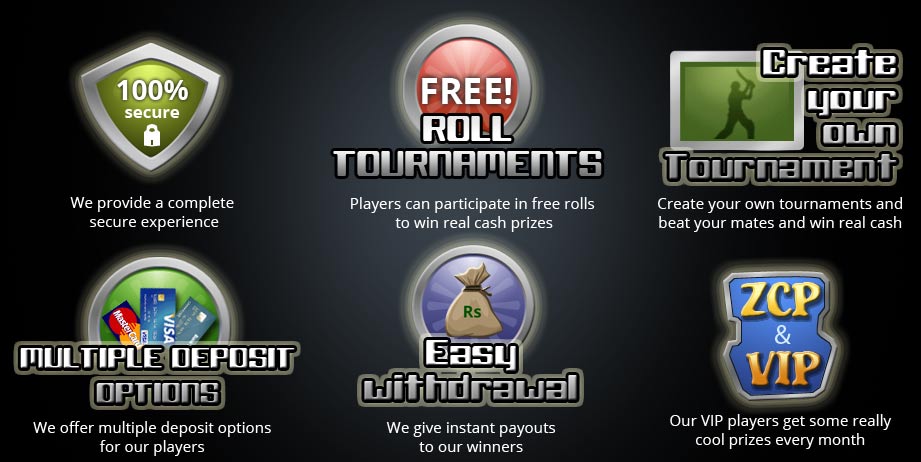 100%
secure
We provide a complete
secure experience
FREE!
ROLL
TOURNAMENTS
Players can participate in free rolls
to win real cash prizes
Create
your
own
Tournament
Create your own tournaments and
beat your mates and win real cash
MasterCard
VISA
MULTIPLE DEPOSIT
OPTIONS
We offer multiple deposit options
for our players
Rs
Easy
withdrawal
We give instant payouts
to our winners
ZCP
&
VIP
Our VIP players get some really
cool prizes every month